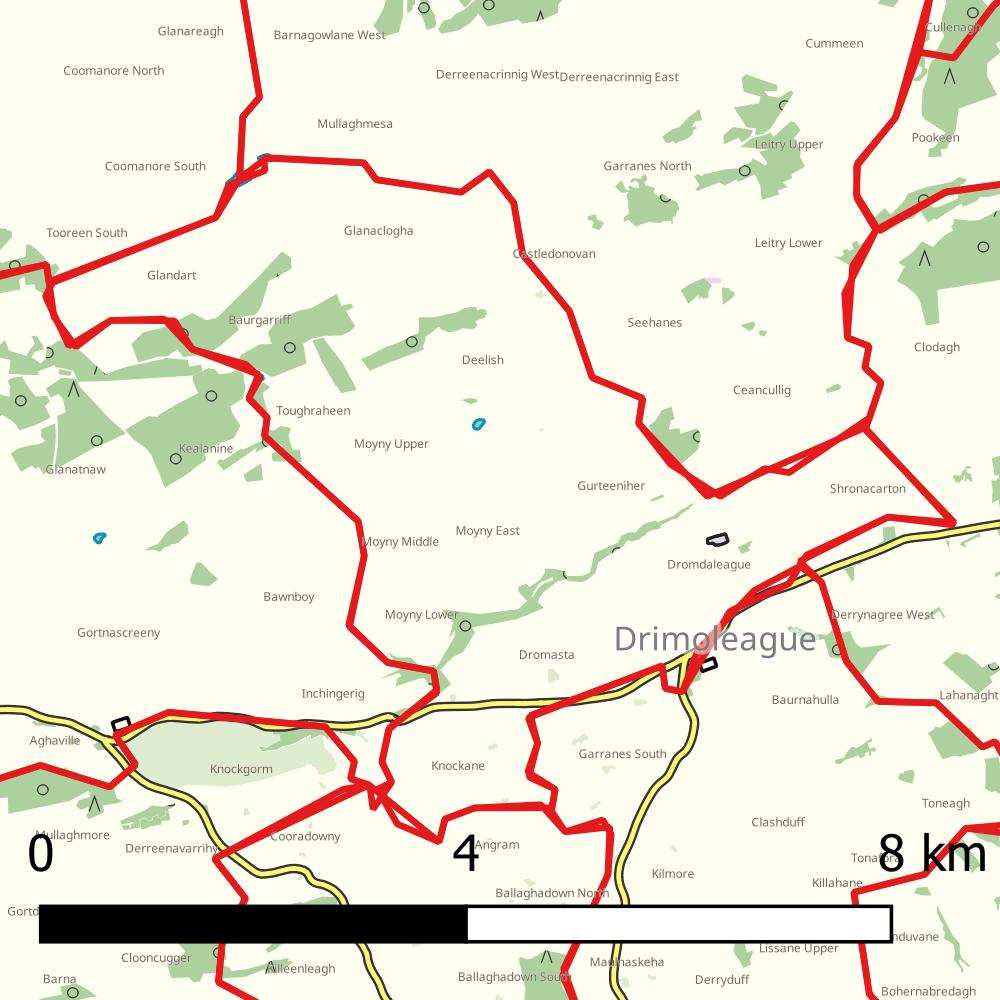 Cullenagh
Glanareagh
Barnagowlane West
Cummeen
Coomanore North
Derreenacrinnig West
Derreenacrinnig East
Mullaghmesa
Pookeen
Leitry Upper
Coomanore South
Garranes North
Tooreen South
Glanaclogha
Leitry Lower
Castledonovan
Glandart
Baurgarriff
Seehanes
Clodagh
Deelish
Ceancullig
Toughraheen
Moyny Upper
Kealanine
Glanatnaw
Gurteeniher
Shronacarton
Moyny East
Moyny Middle
Dromdaleague
Bawnboy
Moyny Lower
Derrynagree West
Gortnascreeny
Drimoleague
Dromasta
Inchingerig
Baurnahulla
Lahanaght
Aghaville
Garranes South
Knockgorm
Knockane
Toneagh
Clashduff
Mullaghmore
Cooradowny
Derreenavarrihy
Angram
0
4
8 km
Kilmore
Killahane
Ballaghadown North
Clooncugger
Lissane Upper
Maulnaskeha
Ballaghadown South
Barna
Derryduff
Bohernabredagh